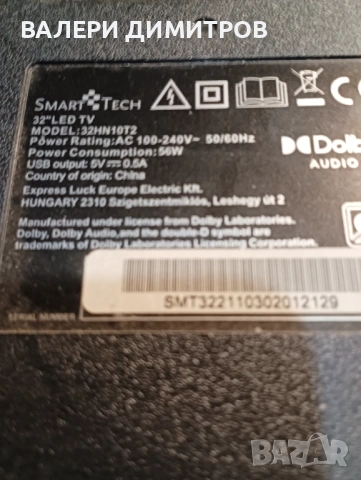 ВАЛЕРИ ДИМИТРОВ
SMART TECH
32"LED TV
MODEL:32HN10T2
Power Rating:AC 100-240V~ 50/60Hz
Power Consumption:56W
USB output: 5V⎓0.5A
Country of origin: China
Express Luck Europe Electric Kft.
HUNGARY 2310 Szigetszentmiklós, Leshegy út 2
Dolby
AUDIO
Manufactured under license from Dolby Laboratories.
Dolby, Dolby Audio,and the double-D symbol are
trademarks of Dolby Laboratories Licensing Corporation.
SMT322110302012129
SERIAL NUMBER
BAZAR